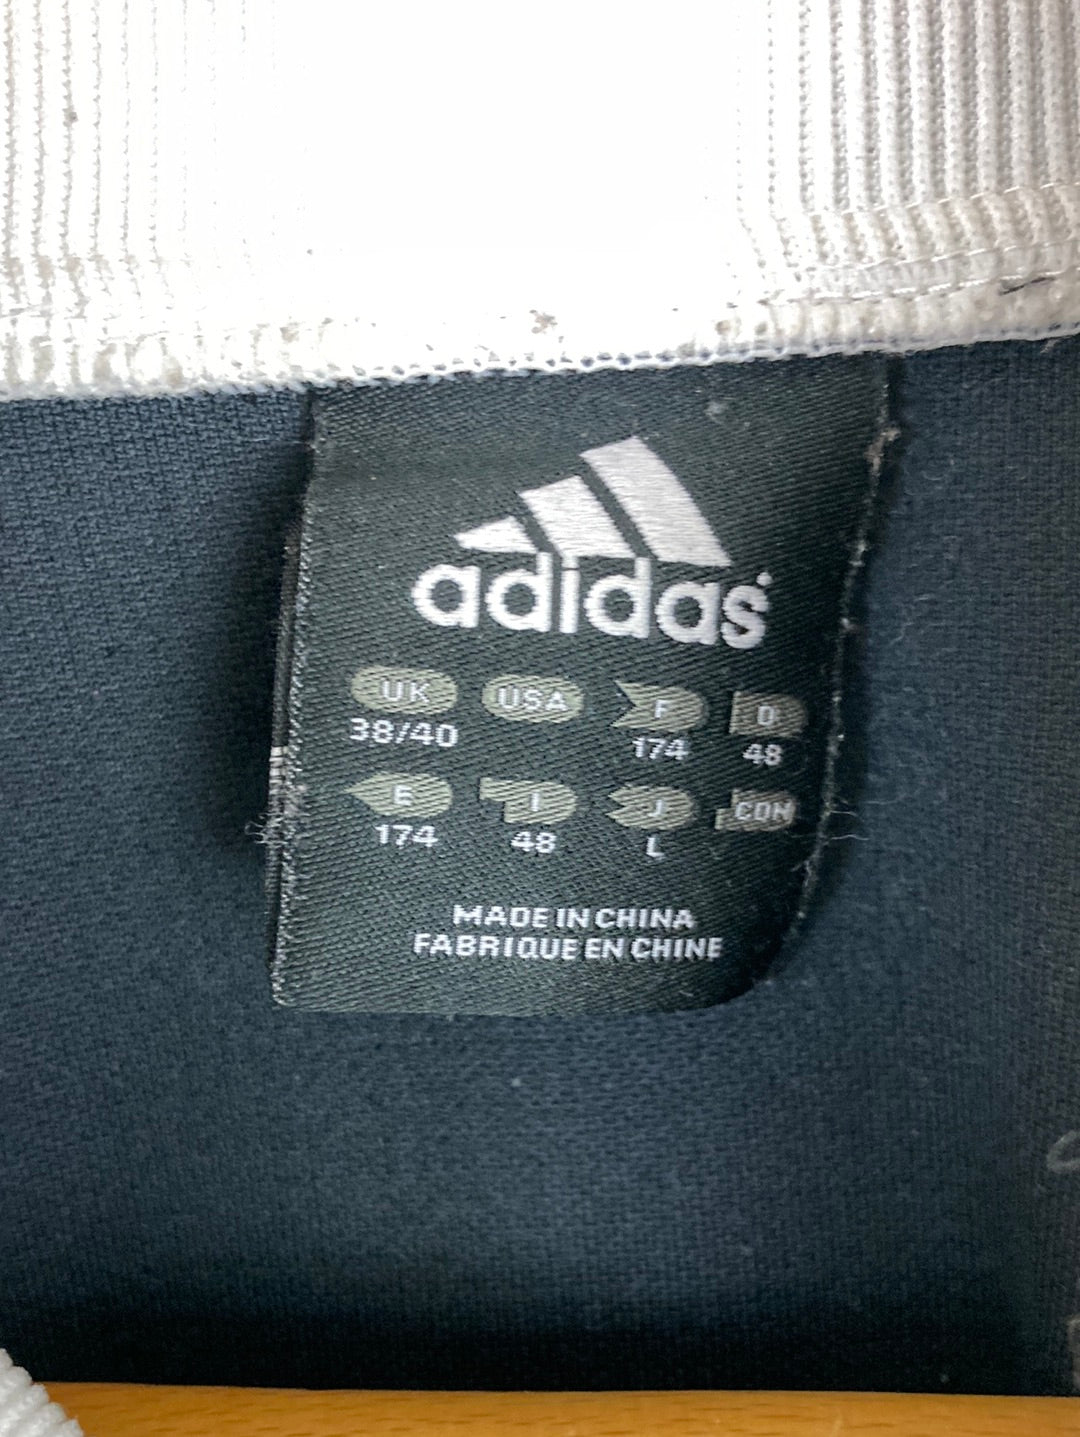 adidas
UK USA F D
38/40 174 48
E I J CDN
174 48 L
MADE IN CHINA
FABRIQUE EN CHINE